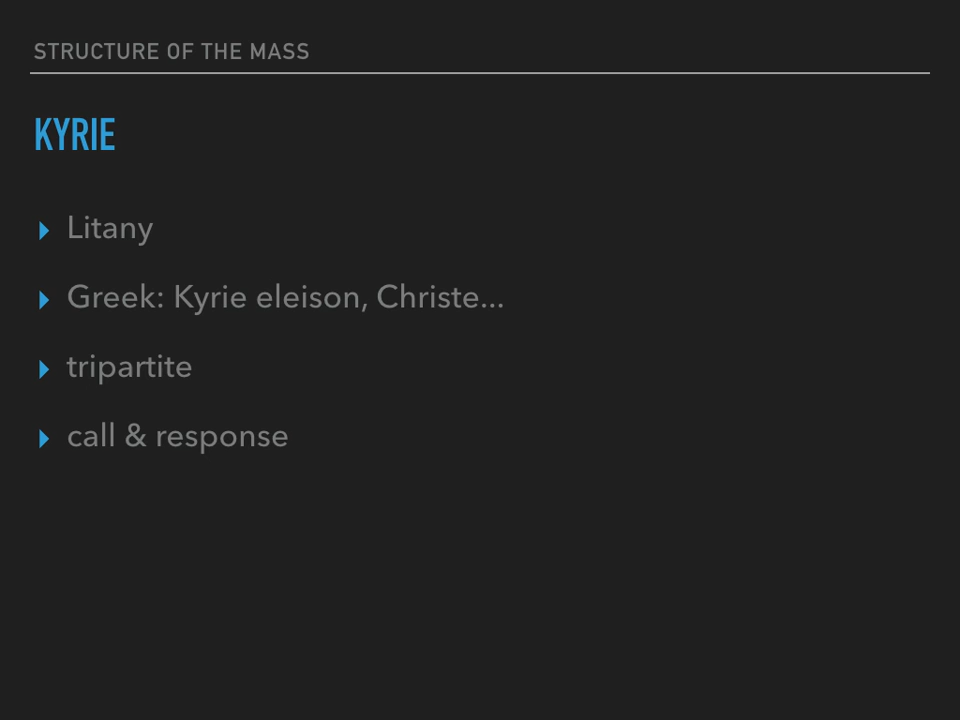 STRUCTURE OF THE MASS
KYRIE
Litany
Greek: Kyrie eleison, Christe...
tripartite
call & response